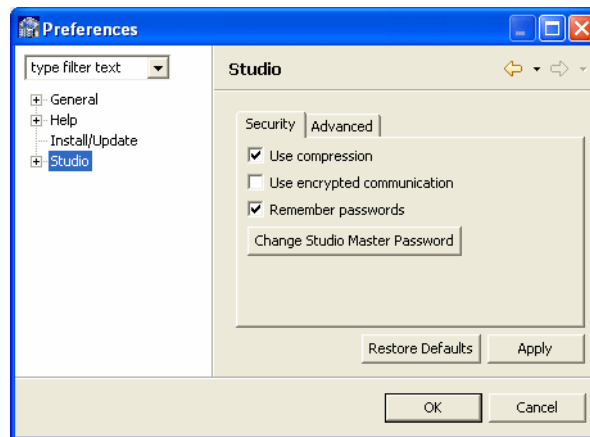 Preferences
type filter text
General
Help
Install/Update
Studio
Studio
Security
Advanced
Use compression
Use encrypted communication
Remember passwords
Change Studio Master Password
Restore Defaults
Apply
OK
Cancel